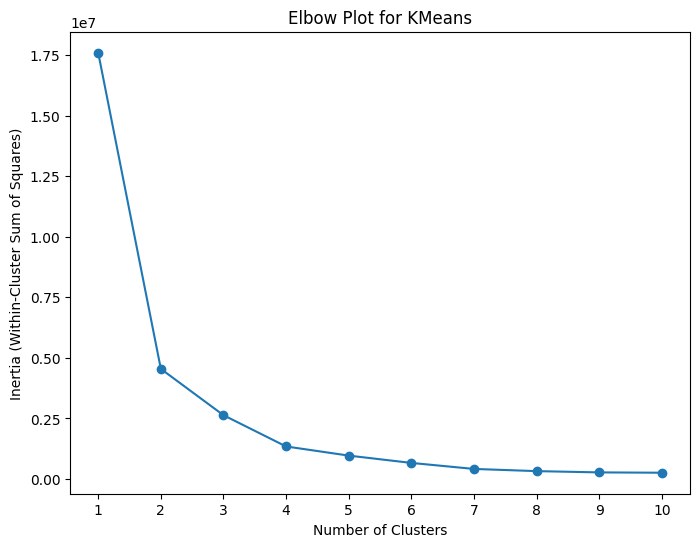 Elbow Plot for KMeans
1e7
1.75
1.50
1.25
1.00
0.75
0.50
0.25
0.00
Inertia (Within-Cluster Sum of Squares)
1 2 3 4 5 6 7 8 9 10
Number of Clusters